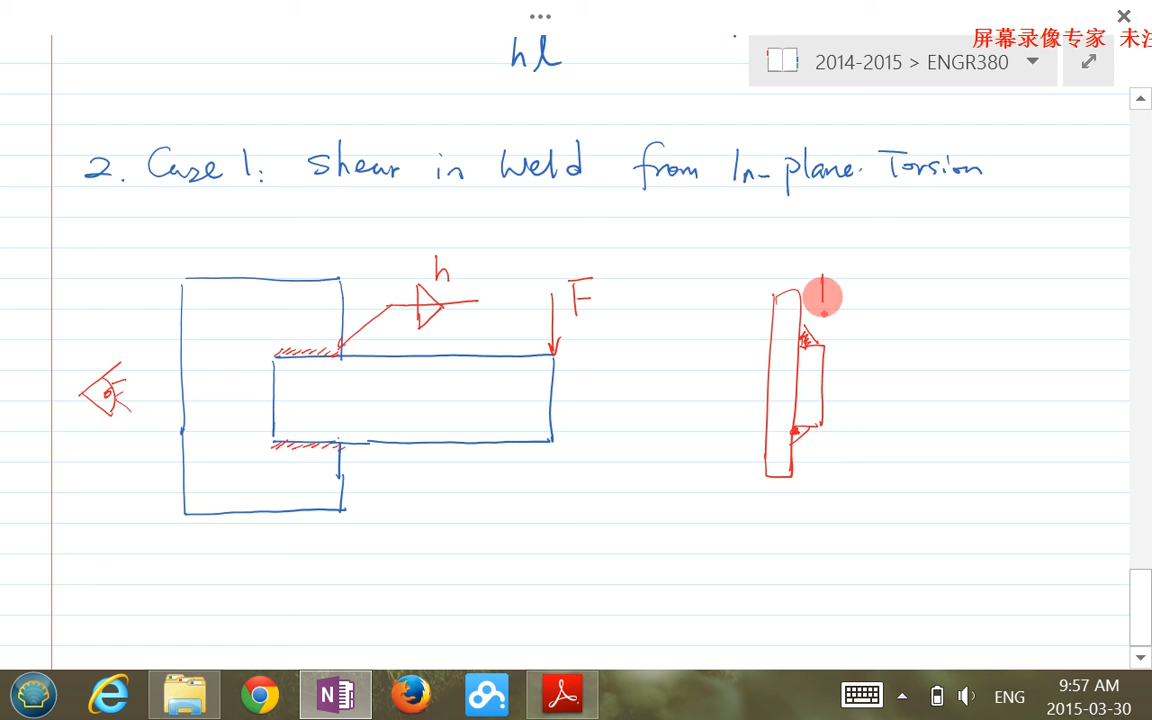 屏幕录像专家 未
hl
2014-2015 > ENGR380
2. Case 1: Shear in Weld from In-plane Torsion
h
F
ENG
9:57 AM
2015-03-30